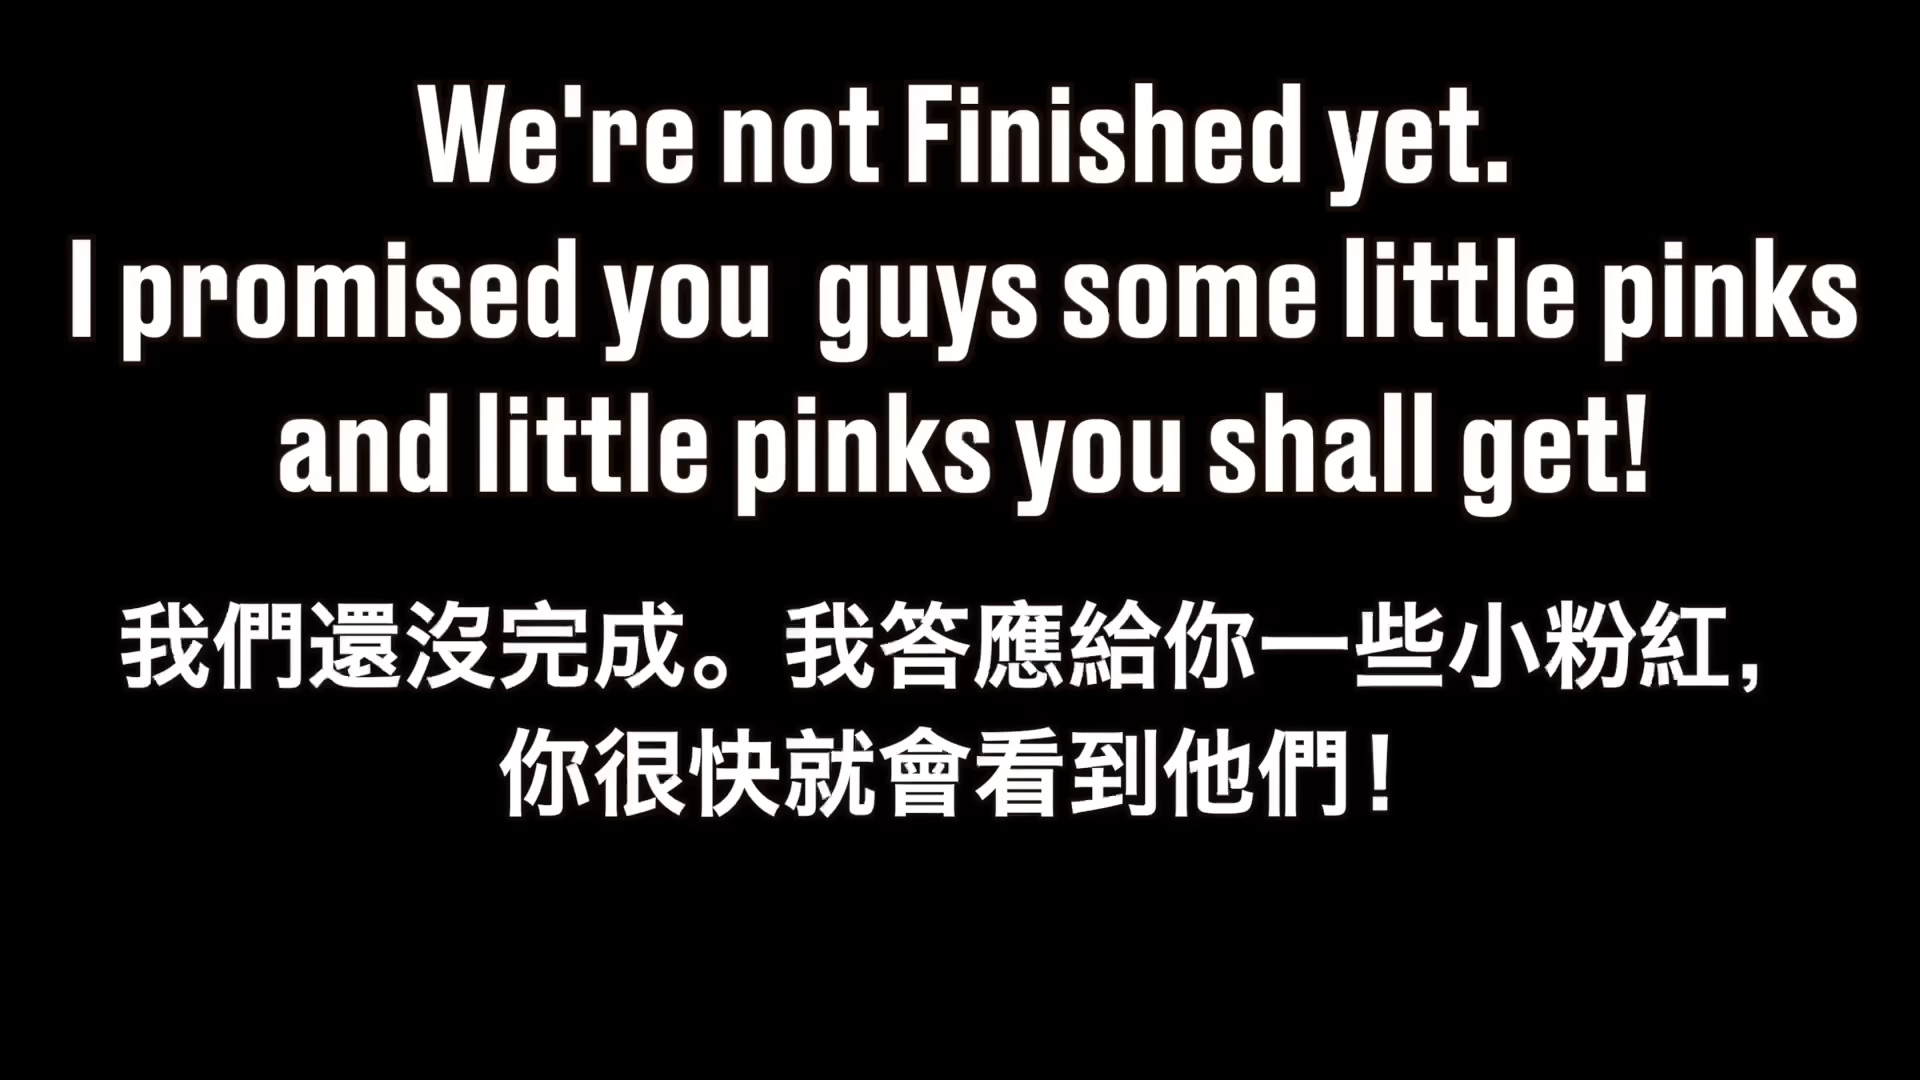 We're not Finished yet.
I promised you  guys some little pinks
and little pinks you shall get!
我們還沒完成。我答應給你一些小粉紅,
你很快就會看到他們!